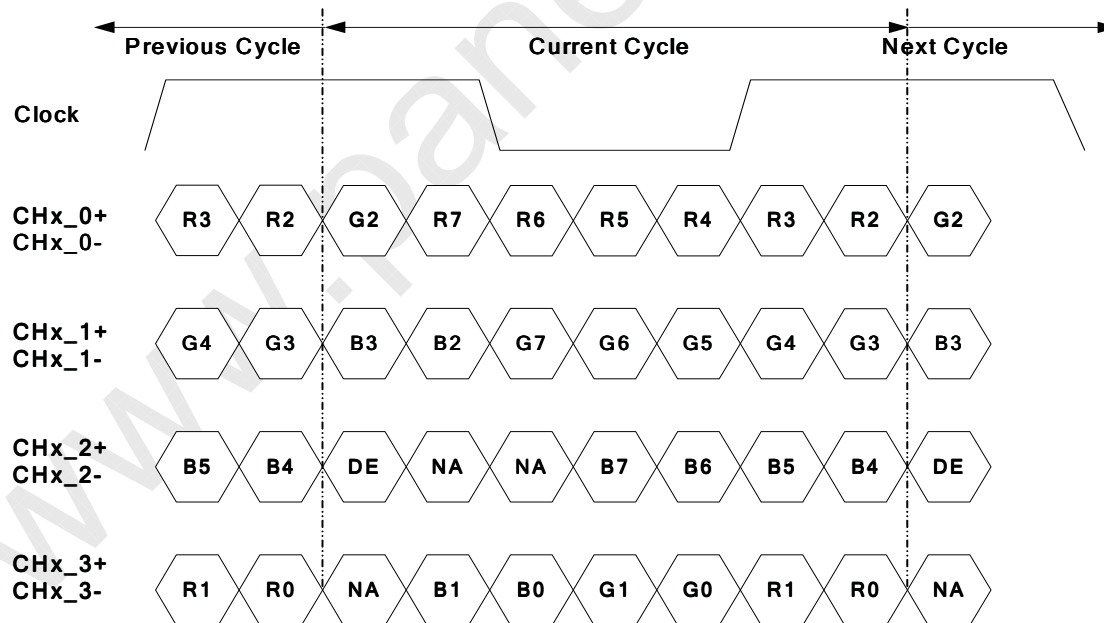 Previous Cycle Current Cycle Next Cycle
Clock
CHx_0+
CHx_0-
R3 R2 G2 R7 R6 R5 R4 R3 R2 G2
CHx_1+
CHx_1-
G4 G3 B3 B2 G7 G6 G5 G4 G3 B3
CHx_2+
CHx_2-
B5 B4 DE NA NA B7 B6 B5 B4 DE
CHx_3+
CHx_3-
R1 R0 NA B1 B0 G1 G0 R1 R0 NA
www.pane